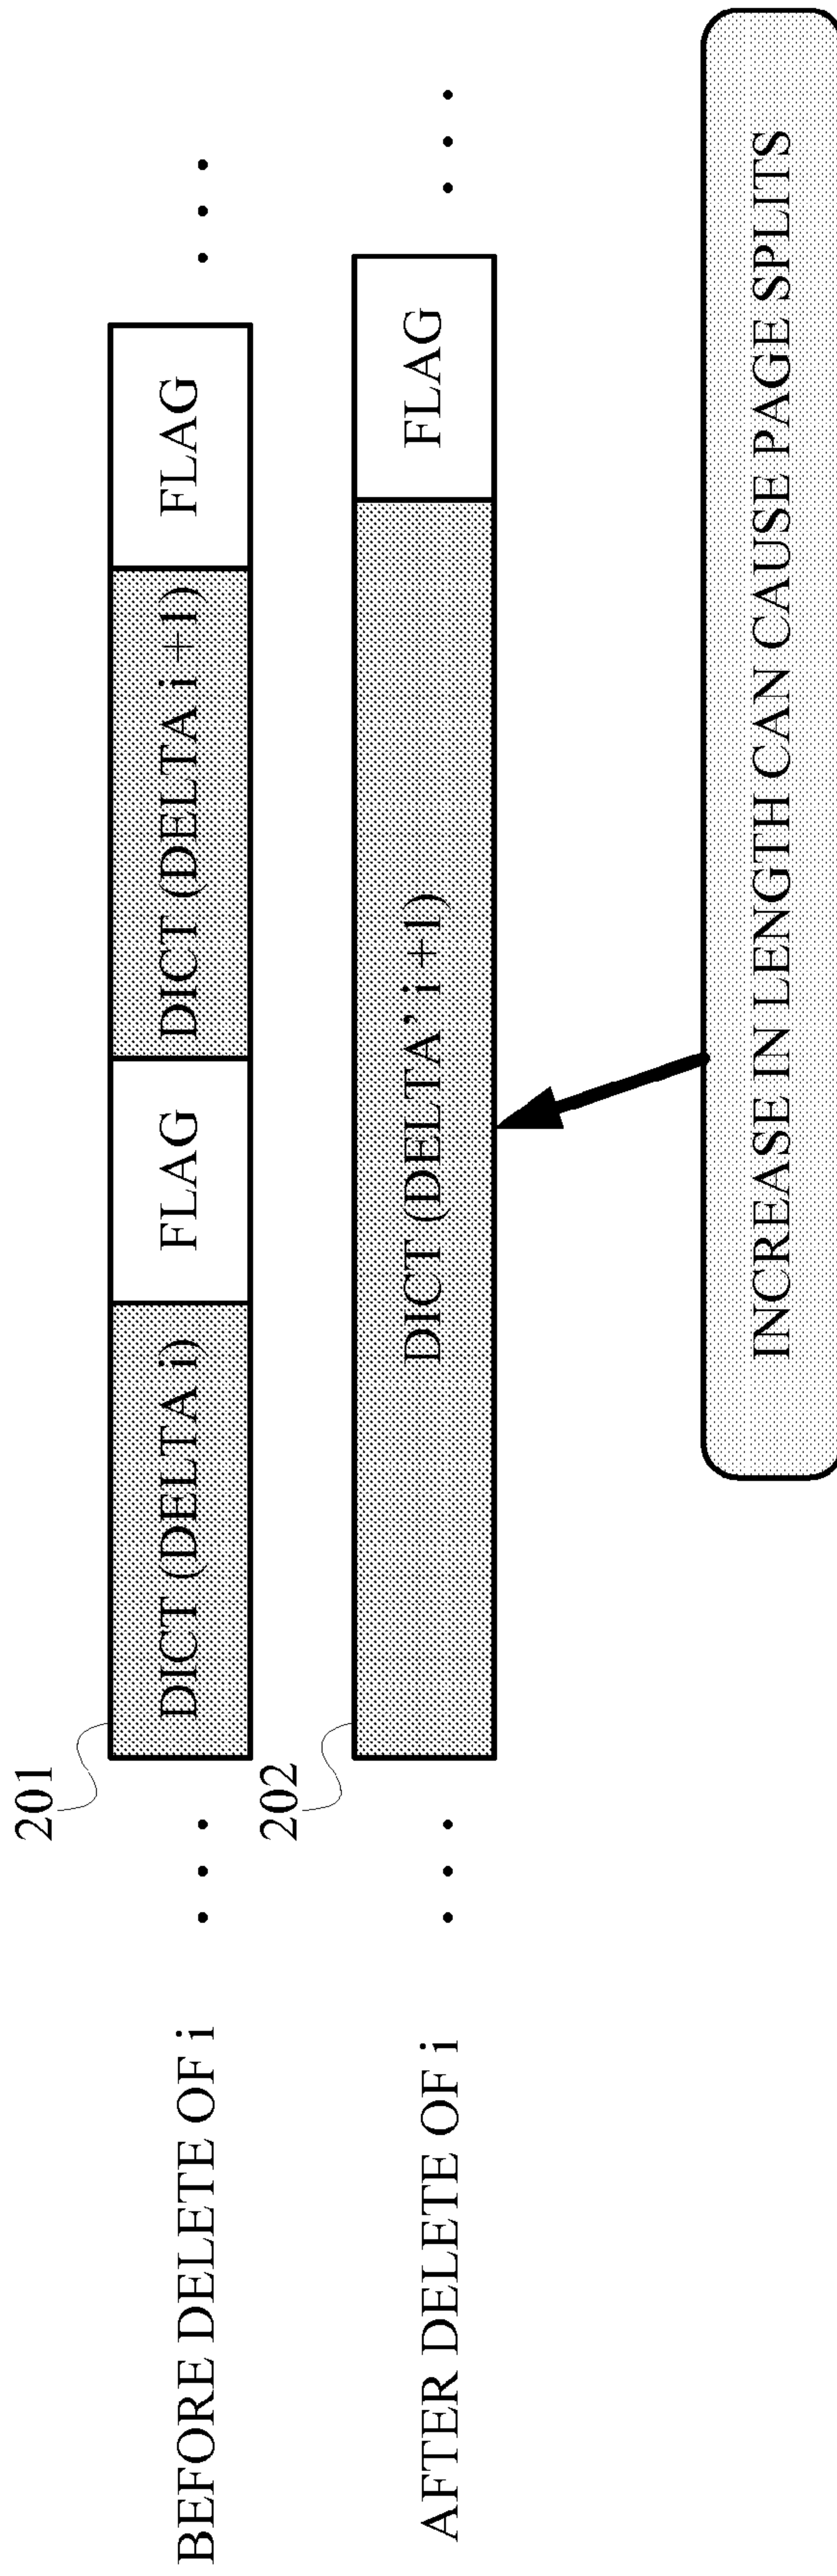 BEFORE DELETE OF i
201
DICT (DELTA i)
FLAG
DICT (DELTA i +1)
FLAG
AFTER DELETE OF i
202
DICT (DELTA' i +1)
FLAG
INCREASE IN LENGTH CAN CAUSE PAGE SPLITS